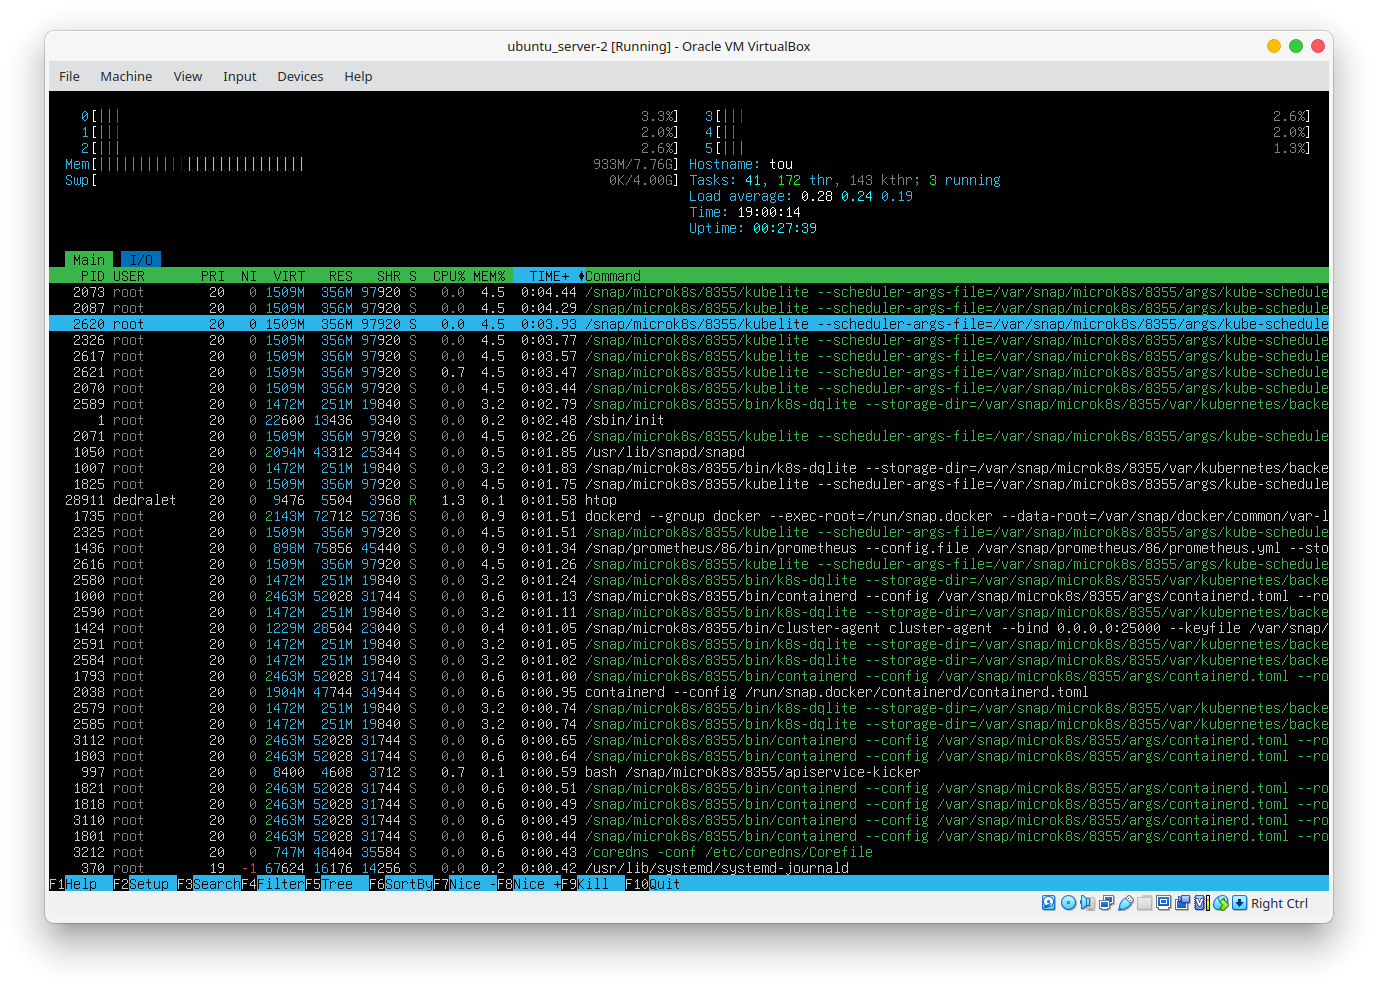 ubuntu_server-2 [Running] - Oracle VM VirtualBox
File Machine View Input Devices Help
0[||| 3.3%] 3[||| 2.6%]
1[||| 2.0%] 4[|| 2.0%]
2[||| 2.6%] 5[||| 1.3%]
Mem[|||||||||||||||||||||||||| 933M/7.76G] Hostname: tou
Swp[ 0K/4.00G] Tasks: 41, 172 thr, 143 kthr; 3 running
Load average: 0.28 0.24 0.19
Time: 19:00:14
Uptime: 00:27:39
Main I/O
PID USER PRI NI VIRT RES SHR S CPU% MEM% TIME+ Command
2073 root 20 0 1509M 356M 97920 S 0.0 4.5 0:04.44 /snap/microk8s/8355/kubelite --scheduler-args-file=/var/snap/microk8s/8355/args/kube-schedule
2087 root 20 0 1509M 356M 97920 S 0.0 4.5 0:04.29 /snap/microk8s/8355/kubelite --scheduler-args-file=/var/snap/microk8s/8355/args/kube-schedule
2620 root 20 0 1509M 356M 97920 S 0.0 4.5 0:03.93 /snap/microk8s/8355/kubelite --scheduler-args-file=/var/snap/microk8s/8355/args/kube-schedule
2326 root 20 0 1509M 356M 97920 S 0.0 4.5 0:03.77 /snap/microk8s/8355/kubelite --scheduler-args-file=/var/snap/microk8s/8355/args/kube-schedule
2617 root 20 0 1509M 356M 97920 S 0.0 4.5 0:03.57 /snap/microk8s/8355/kubelite --scheduler-args-file=/var/snap/microk8s/8355/args/kube-schedule
2621 root 20 0 1509M 356M 97920 S 0.7 4.5 0:03.47 /snap/microk8s/8355/kubelite --scheduler-args-file=/var/snap/microk8s/8355/args/kube-schedule
2070 root 20 0 1509M 356M 97920 S 0.0 4.5 0:03.44 /snap/microk8s/8355/kubelite --scheduler-args-file=/var/snap/microk8s/8355/args/kube-schedule
2589 root 20 0 1472M 251M 19840 S 0.0 3.2 0:02.79 /snap/microk8s/8355/bin/k8s-dqlite --storage-dir=/var/snap/microk8s/8355/var/kubernetes/backe
1 root 20 0 22600 13436 9340 S 0.0 0.2 0:02.48 /sbin/init
2071 root 20 0 1509M 356M 97920 S 0.0 4.5 0:02.26 /snap/microk8s/8355/kubelite --scheduler-args-file=/var/snap/microk8s/8355/args/kube-schedule
1050 root 20 0 2094M 43312 25344 S 0.0 0.5 0:01.85 /usr/lib/snapd/snapd
1007 root 20 0 1472M 251M 19840 S 0.0 3.2 0:01.83 /snap/microk8s/8355/bin/k8s-dqlite --storage-dir=/var/snap/microk8s/8355/var/kubernetes/backe
1825 root 20 0 1509M 356M 97920 S 0.0 4.5 0:01.75 /snap/microk8s/8355/kubelite --scheduler-args-file=/var/snap/microk8s/8355/args/kube-schedule
28911 dedralet 20 0 9476 5504 3968 R 1.3 0.1 0:01.58 htop
1735 root 20 0 2143M 72712 52736 S 0.0 0.9 0:01.51 dockerd --group docker --exec-root=/run/snap.docker --data-root=/var/snap/docker/common/var-l
2325 root 20 0 1509M 356M 97920 S 0.0 4.5 0:01.51 /snap/microk8s/8355/kubelite --scheduler-args-file=/var/snap/microk8s/8355/args/kube-schedule
1436 root 20 0 898M 75856 45440 S 0.0 0.9 0:01.34 /snap/prometheus/86/bin/prometheus --config.file /var/snap/prometheus/86/prometheus.yml --sto
2616 root 20 0 1509M 356M 97920 S 0.0 4.5 0:01.26 /snap/microk8s/8355/kubelite --scheduler-args-file=/var/snap/microk8s/8355/args/kube-schedule
2580 root 20 0 1472M 251M 19840 S 0.0 3.2 0:01.24 /snap/microk8s/8355/bin/k8s-dqlite --storage-dir=/var/snap/microk8s/8355/var/kubernetes/backe
1000 root 20 0 2463M 52028 31744 S 0.0 0.6 0:01.13 /snap/microk8s/8355/bin/containerd --config /var/snap/microk8s/8355/args/containerd.toml --ro
2590 root 20 0 1472M 251M 19840 S 0.0 3.2 0:01.11 /snap/microk8s/8355/bin/k8s-dqlite --storage-dir=/var/snap/microk8s/8355/var/kubernetes/backe
1424 root 20 0 1229M 28504 23040 S 0.0 0.4 0:01.05 /snap/microk8s/8355/bin/cluster-agent cluster-agent --bind 0.0.0.0:25000 --keyfile /var/snap/
2591 root 20 0 1472M 251M 19840 S 0.0 3.2 0:01.05 /snap/microk8s/8355/bin/k8s-dqlite --storage-dir=/var/snap/microk8s/8355/var/kubernetes/backe
2584 root 20 0 1472M 251M 19840 S 0.0 3.2 0:01.02 /snap/microk8s/8355/bin/k8s-dqlite --storage-dir=/var/snap/microk8s/8355/var/kubernetes/backe
1793 root 20 0 2463M 52028 31744 S 0.0 0.6 0:01.00 /snap/microk8s/8355/bin/containerd --config /var/snap/microk8s/8355/args/containerd.toml --ro
2038 root 20 0 1904M 47744 34944 S 0.0 0.6 0:00.95 containerd --config /run/snap.docker/containerd/containerd.toml
2579 root 20 0 1472M 251M 19840 S 0.0 3.2 0:00.74 /snap/microk8s/8355/bin/k8s-dqlite --storage-dir=/var/snap/microk8s/8355/var/kubernetes/backe
2585 root 20 0 1472M 251M 19840 S 0.0 3.2 0:00.74 /snap/microk8s/8355/bin/k8s-dqlite --storage-dir=/var/snap/microk8s/8355/var/kubernetes/backe
3112 root 20 0 2463M 52028 31744 S 0.0 0.6 0:00.65 /snap/microk8s/8355/bin/containerd --config /var/snap/microk8s/8355/args/containerd.toml --ro
1803 root 20 0 2463M 52028 31744 S 0.0 0.6 0:00.64 /snap/microk8s/8355/bin/containerd --config /var/snap/microk8s/8355/args/containerd.toml --ro
997 root 20 0 8400 4608 3712 S 0.7 0.1 0:00.59 bash /snap/microk8s/8355/apiservice-kicker
1821 root 20 0 2463M 52028 31744 S 0.0 0.6 0:00.51 /snap/microk8s/8355/bin/containerd --config /var/snap/microk8s/8355/args/containerd.toml --ro
1818 root 20 0 2463M 52028 31744 S 0.0 0.6 0:00.49 /snap/microk8s/8355/bin/containerd --config /var/snap/microk8s/8355/args/containerd.toml --ro
3110 root 20 0 2463M 52028 31744 S 0.0 0.6 0:00.49 /snap/microk8s/8355/bin/containerd --config /var/snap/microk8s/8355/args/containerd.toml --ro
1801 root 20 0 2463M 52028 31744 S 0.0 0.6 0:00.44 /snap/microk8s/8355/bin/containerd --config /var/snap/microk8s/8355/args/containerd.toml --ro
3212 root 20 0 747M 48404 35584 S 0.0 0.6 0:00.43 /coredns -conf /etc/coredns/Corefile
370 root 19 -1 67624 16176 14256 S 0.0 0.2 0:00.42 /usr/lib/systemd/systemd-journald
F1Help F2Setup F3SearchF4FilterF5Tree F6SortByF7Nice -F8Nice +F9Kill F10Quit
Right Ctrl